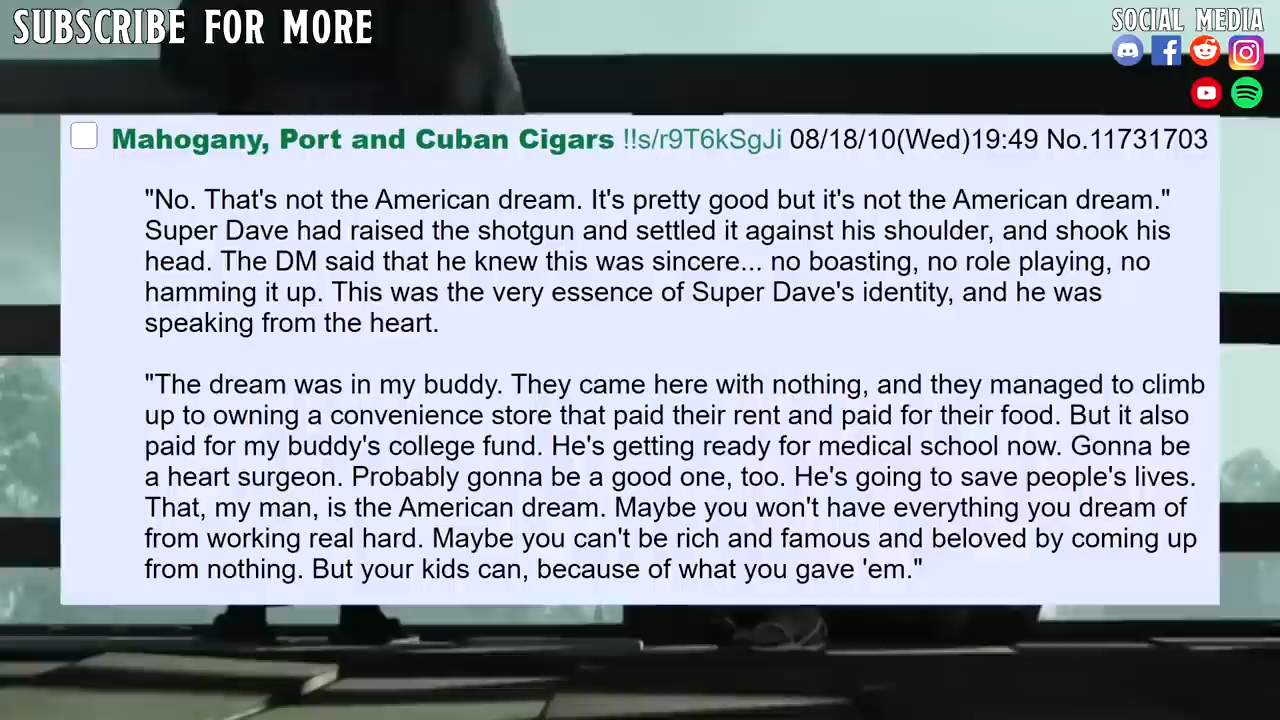 SUBSCRIBE FOR MORE
SOCIAL MEDIA
Mahogany, Port and Cuban Cigars !!s/r9T6kSgJi 08/18/10(Wed)19:49 No.11731703
"No. That's not the American dream. It's pretty good but it's not the American dream."
Super Dave had raised the shotgun and settled it against his shoulder, and shook his
head. The DM said that he knew this was sincere... no boasting, no role playing, no
hamming it up. This was the very essence of Super Dave's identity, and he was
speaking from the heart.
"The dream was in my buddy. They came here with nothing, and they managed to climb
up to owning a convenience store that paid their rent and paid for their food. But it also
paid for my buddy's college fund. He's getting ready for medical school now. Gonna be
a heart surgeon. Probably gonna be a good one, too. He's going to save people's lives.
That, my man, is the American dream. Maybe you won't have everything you dream of
from working real hard. Maybe you can't be rich and famous and beloved by coming up
from nothing. But your kids can, because of what you gave 'em."